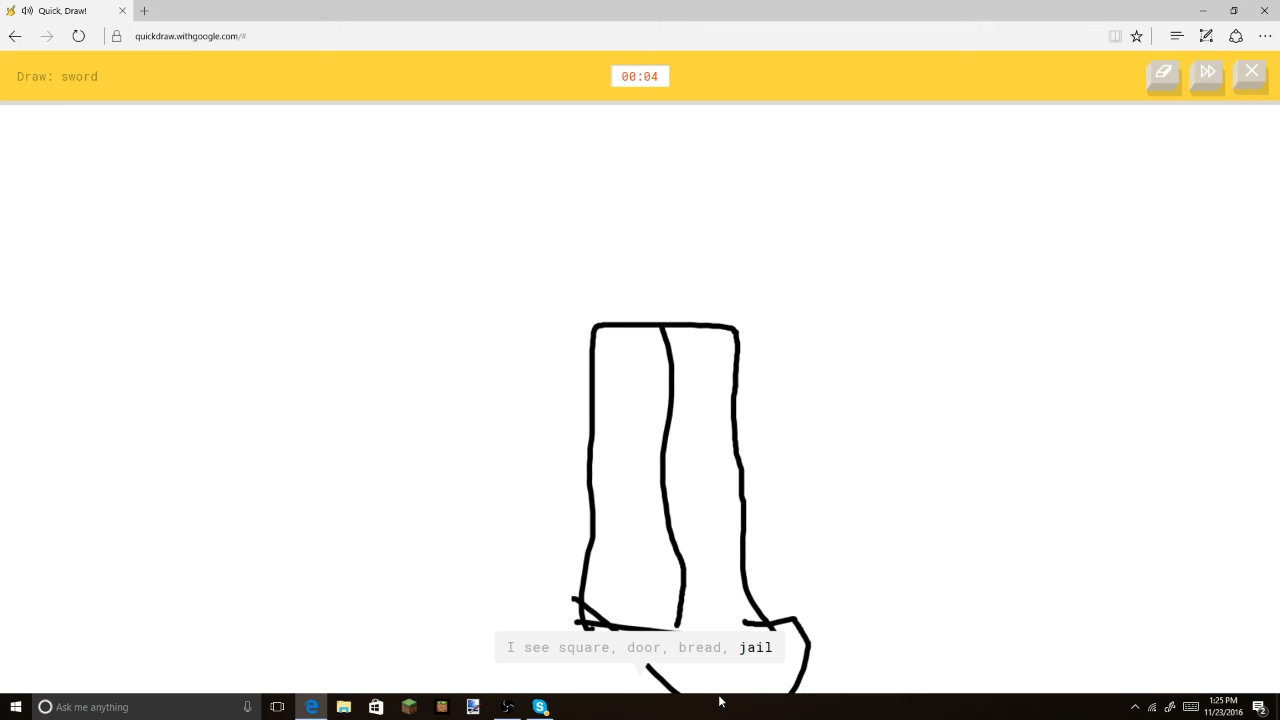 Quick, Draw!
quickdraw.withgoogle.com/#
Draw: sword
00:04
I see square, door, bread, jail
Ask me anything
1:25 PM
11/23/2016
2